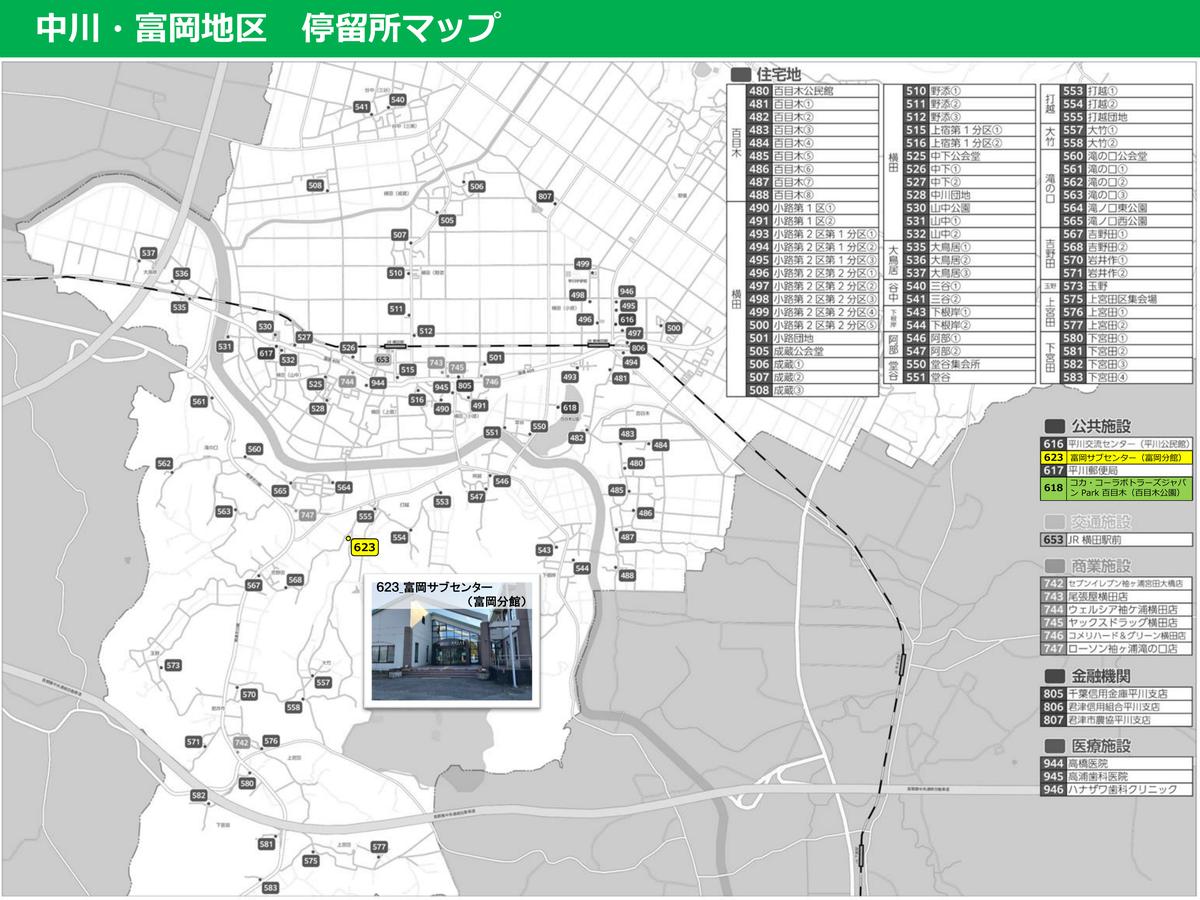 中川・富岡地区　停留所マップ
住宅地
百目木
480 百目木公民館
481 百目木①
482 百目木②
483 百目木③
484 百目木④
485 百目木⑤
486 百目木⑥
487 百目木⑦
488 百目木⑧
横田
490 小路第1区①
491 小路第1区②
493 小路第2区第1分区①
494 小路第2区第1分区②
495 小路第2区第1分区③
496 小路第2区第2分区①
497 小路第2区第2分区②
498 小路第2区第2分区③
499 小路第2区第2分区④
500 小路第2区第2分区⑤
501 小路団地
505 成蔵公会堂
506 成蔵①
507 成蔵②
508 成蔵③
横田
510 野添①
511 野添②
512 野添③
515 上宿第1分区①
516 上宿第1分区②
525 中下公会堂
526 中下①
527 中下②
528 中川団地
530 山中公園
531 山中①
532 山中②
大鳥居
535 大鳥居①
536 大鳥居②
537 大鳥居③
谷中
540 三谷①
541 三谷②
下根岸
543 下根岸①
544 下根岸②
阿部
546 阿部①
547 阿部②
堂谷
550 堂谷集会所
551 堂谷
打越
553 打越①
554 打越②
555 打越団地
大竹
557 大竹①
558 大竹②
滝の口
560 滝の口公会堂
561 滝の口①
562 滝の口②
563 滝の口③
564 滝ノ口東公園
565 滝ノ口西公園
吉野田
567 吉野田①
568 吉野田②
570 岩井作①
571 岩井作②
玉野
573 玉野
上宮田
575 上宮田区集会場
576 上宮田①
577 上宮田②
下宮田
580 下宮田①
581 下宮田②
582 下宮田③
583 下宮田④
公共施設
616 平川交流センター（平川公民館）
623 富岡サブセンター（富岡分館）
617 平川郵便局
618 コカ・コーラボトラーズジャパ
ン Park 百目木（百目木公園）
交通施設
653 JR 横田駅前
商業施設
742 セブンイレブン袖ヶ浦宮田大橋店
743 尾張屋横田店
744 ウェルシア袖ケ浦横田店
745 ヤックスドラッグ横田店
746 コメリハード＆グリーン横田店
747 ローソン袖ヶ浦滝の口店
金融機関
805 千葉信用金庫平川支店
806 君津信用組合平川支店
807 君津市農協平川支店
医療施設
944 高橋医院
945 高浦歯科医院
946 ハナザワ歯科クリニック
540
541
508
506
807
505
507
537
536
535
510
499
498
946
495
511
496
616
500
497
530
527
512
806
531
617
532
526
653
743
745
501
494
515
525
744
944
945
805
746
493
481
516
490
491
528
618
561
551
550
482
483
484
560
562
480
546
565
564
485
547
553
563
747
555
486
554
487
623
543
544
488
567
568
623_富岡サブセンター
（富岡分館）
573
557
570
558
571
742
576
580
582
581
577
575
583